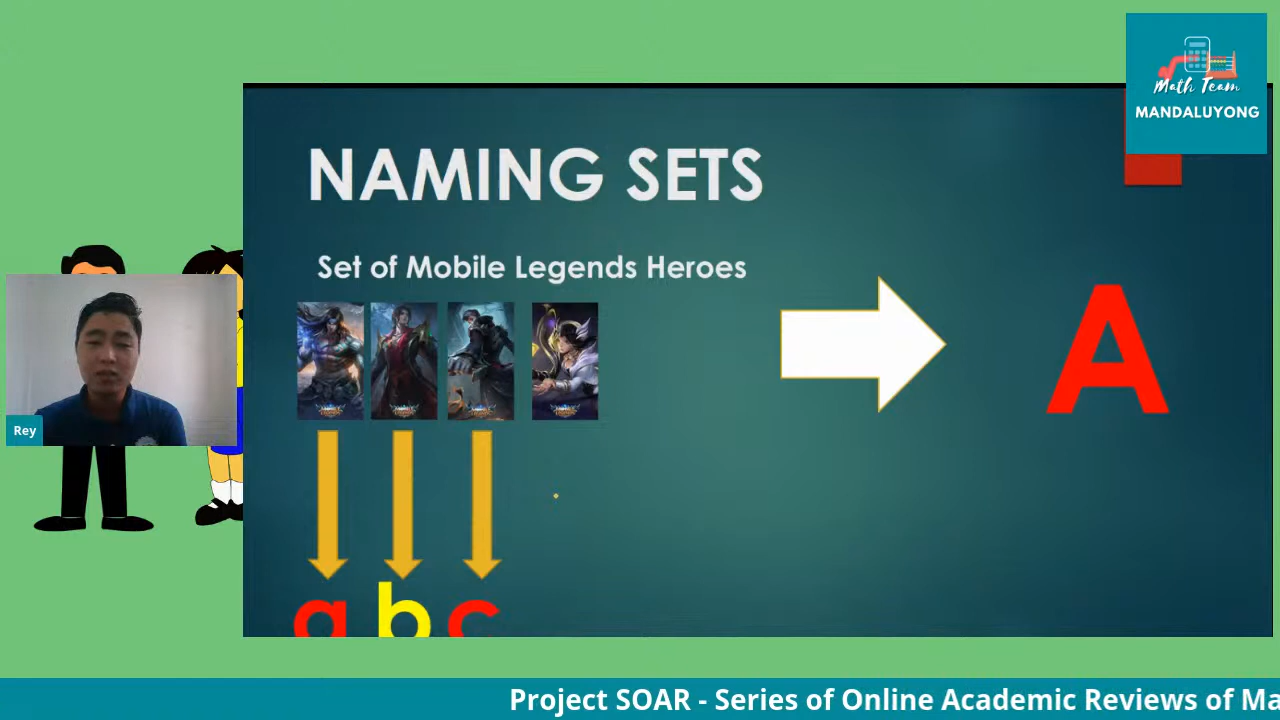 Math Team
MANDALUYONG
NAMING SETS
Set of Mobile Legends Heroes
A
Rey
a b c
Project SOAR - Series of Online Academic Reviews of Ma